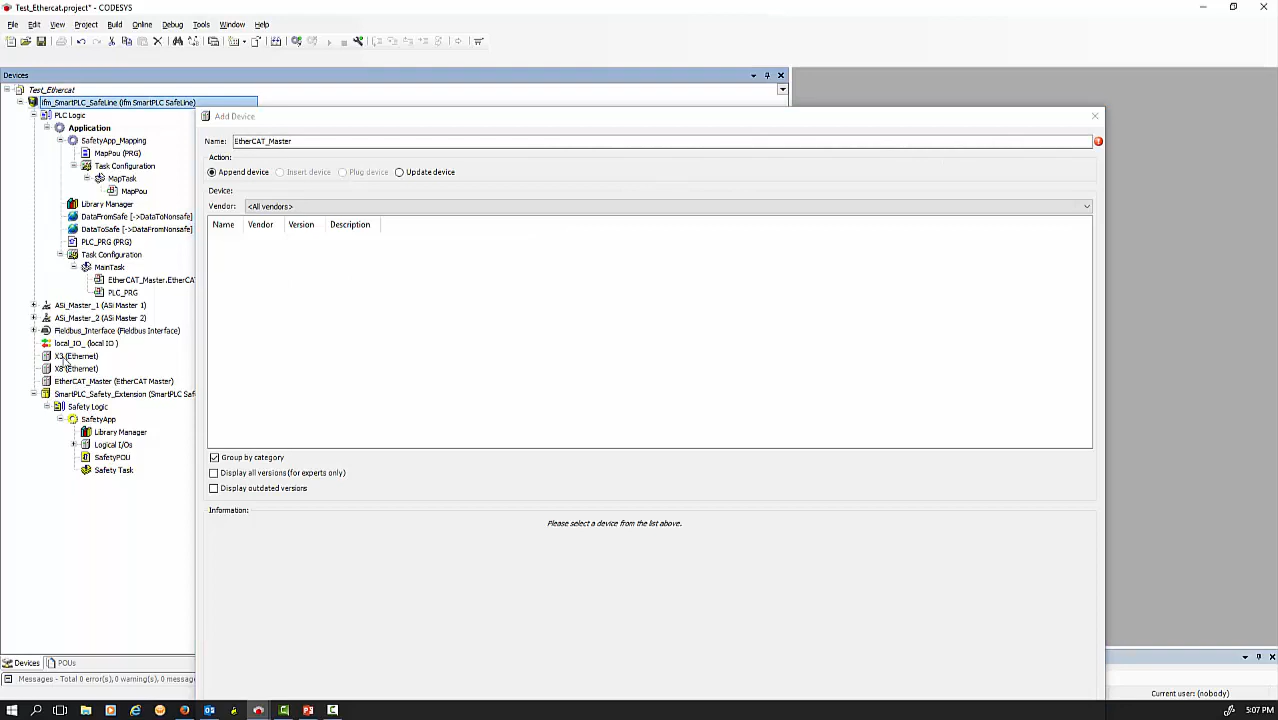 Test_Ethercat.project* - CODESYS
File Edit View Project Build Online Debug Tools Window Help
Devices
Test_Ethercat
ifm_SmartPLC_SafeLine (ifm SmartPLC SafeLine)
PLC Logic
Application
SafetyApp_Mapping
MapPou (PRG)
Task Configuration
MapTask
MapPou
Library Manager
DataFromSafe [->DataToNonsafe]
DataToSafe [->DataFromNonsafe]
PLC_PRG (PRG)
Task Configuration
MainTask
EtherCAT_Master.EtherCA
PLC_PRG
ASi_Master_1 (ASi Master 1)
ASi_Master_2 (ASi Master 2)
Fieldbus_Interface (Fieldbus Interface)
local_IO_ (local IO )
X3 (Ethernet)
X8 (Ethernet)
EtherCAT_Master (EtherCAT Master)
SmartPLC_Safety_Extension (SmartPLC Saf
Safety Logic
SafetyApp
Library Manager
Logical I/Os
SafetyPOU
Safety Task
Add Device
Name: EtherCAT_Master
Action:
Append device Insert device Plug device Update device
Device:
Vendor: <All vendors>
Name Vendor Version Description
Group by category
Display all versions (for experts only)
Display outdated versions
Information:
Please select a device from the list above.
Devices POUs
Messages - Total 0 error(s), 0 warning(s), 0 messag
Current user: (nobody)
5:07 PM